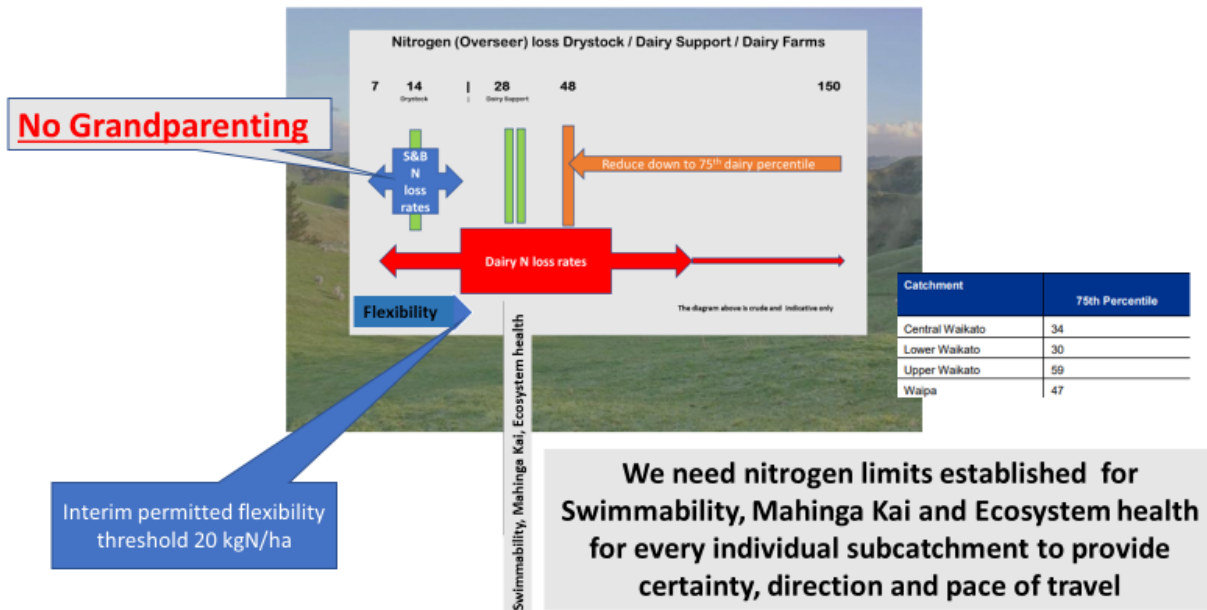 Nitrogen (Overseer) loss Drystock / Dairy Support / Dairy Farms
7 14 | 28 48 150
Drystock | Dairy Support
No Grandparenting
S&B
N
loss
rates
Reduce down to 75th dairy percentile
Dairy N loss rates
Flexibility
The diagram above is crude and indicative only
Swimmability, Mahinga Kai, Ecosystem health
Catchment 75th Percentile
Central Waikato 34
Lower Waikato 30
Upper Waikato 59
Waipa 47
Interim permitted flexibility
threshold 20 kgN/ha
We need nitrogen limits established for
Swimmability, Mahinga Kai and Ecosystem health
for every individual subcatchment to provide
certainty, direction and pace of travel